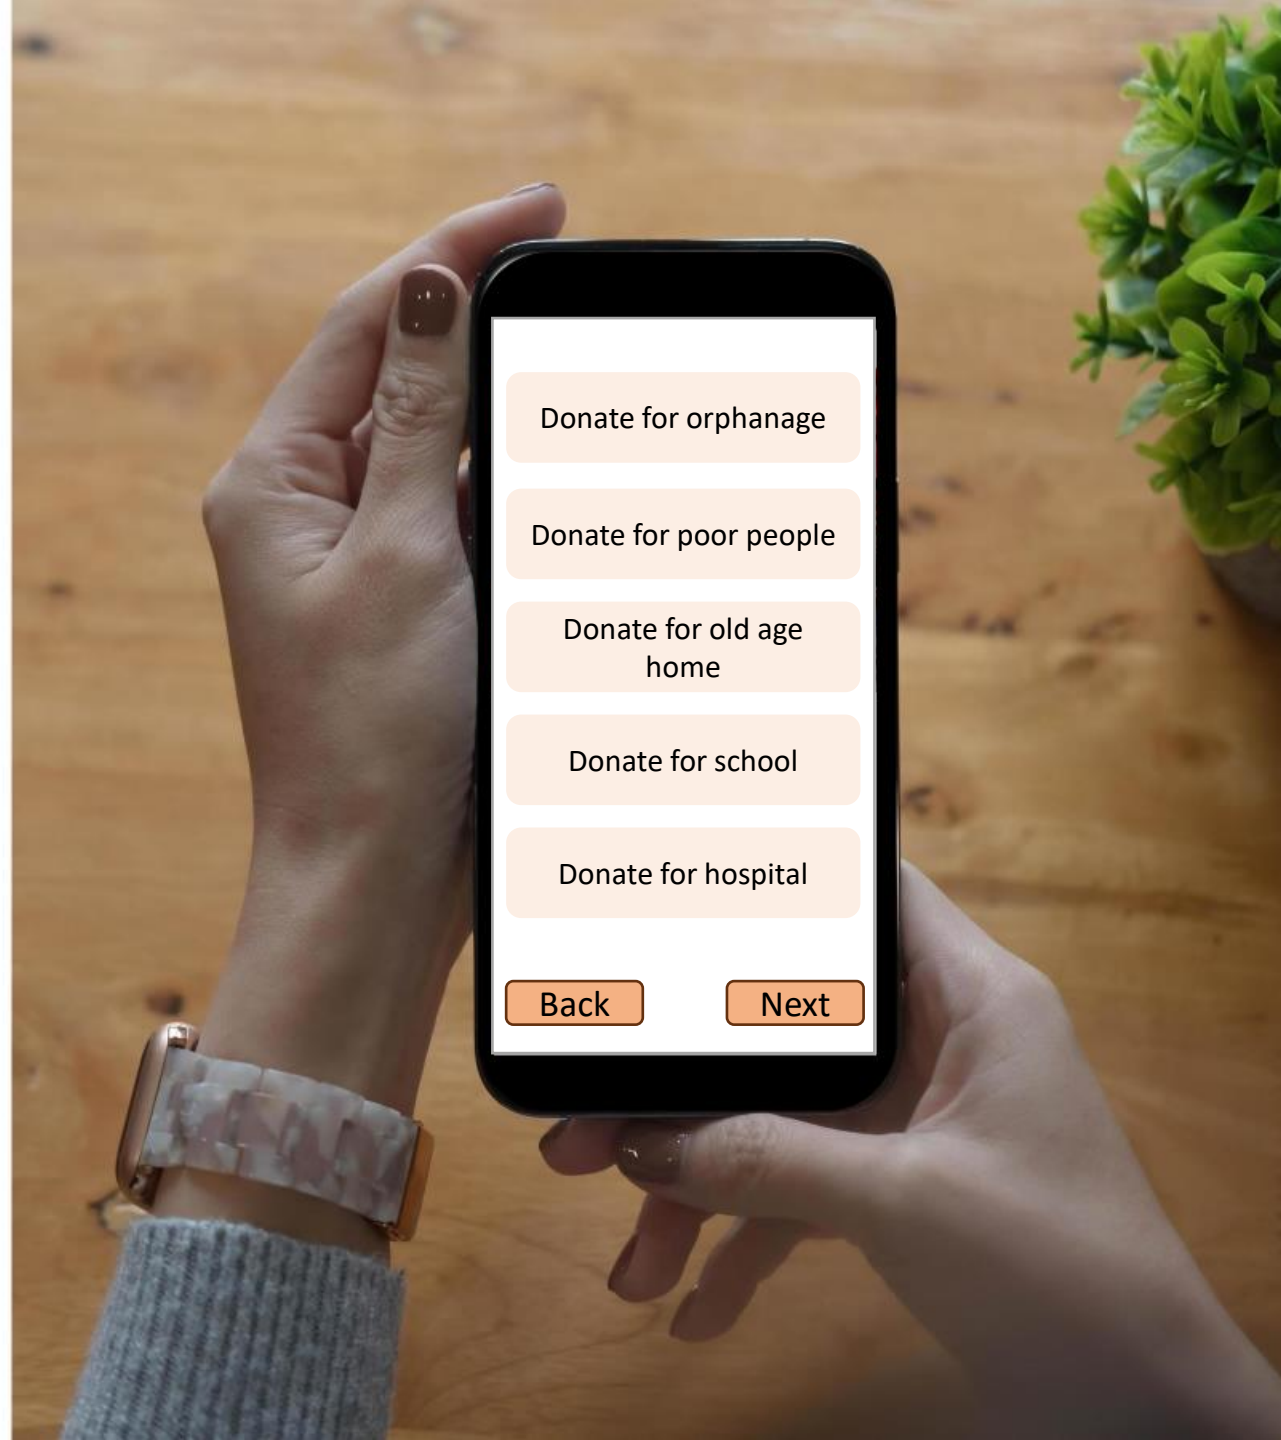 Donate for orphanage
Donate for poor people
Donate for old age
home
Donate for school
Donate for hospital
Back
Next